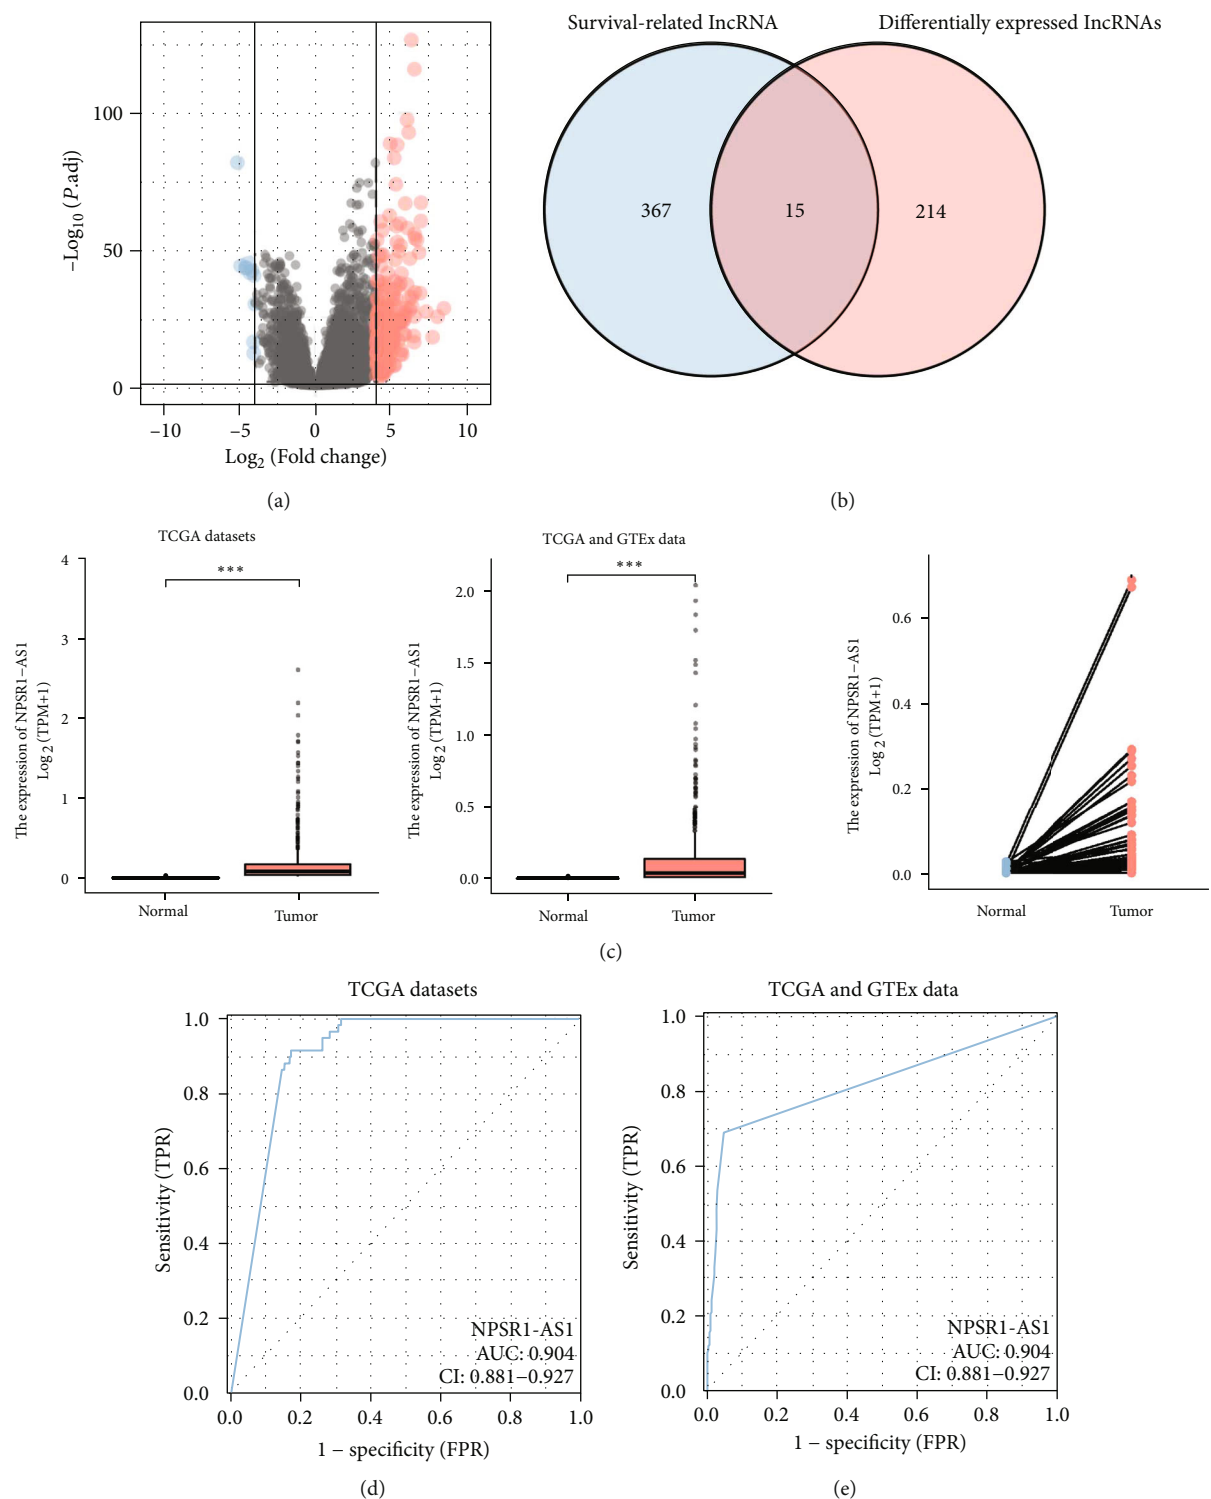 100
50
0
−Log10 (P.adj)
−10 −5 0 5 10
Log2 (Fold change)
(a)
Survival-related IncRNA Differentially expressed IncRNAs
367 15 214
(b)
TCGA datasets
4
3
2
1
0
***
The expression of NPSR1−AS1
Log 2 (TPM+1)
Normal Tumor
TCGA and GTEx data
2.0
1.5
1.0
0.5
0.0
***
The expression of NPSR1−AS1
Log 2 (TPM+1)
Normal Tumor
0.6
0.4
0.2
0.0
The expression of NPSR1−AS1
Log 2 (TPM+1)
Normal Tumor
(c)
TCGA datasets
1.0
0.8
0.6
0.4
0.2
0.0
Sensitivity (TPR)
NPSR1-AS1
AUC: 0.904
CI: 0.881−0.927
0.0 0.2 0.4 0.6 0.8 1.0
1 − specificity (FPR)
(d)
TCGA and GTEx data
1.0
0.8
0.6
0.4
0.2
0.0
Sensitivity (TPR)
NPSR1-AS1
AUC: 0.904
CI: 0.881−0.927
0.0 0.2 0.4 0.6 0.8 1.0
1 − specificity (FPR)
(e)